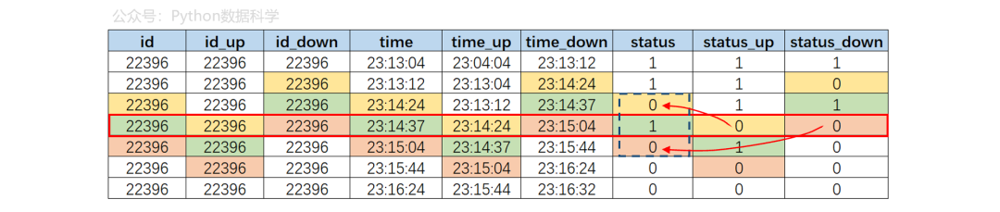 公众号：Python数据科学
id id_up id_down time time_up time_down status status_up status_down
22396 22396 22396 23:13:04 23:04:04 23:13:12 1 1 1
22396 22396 22396 23:13:12 23:13:04 23:14:24 1 1 0
22396 22396 22396 23:14:24 23:13:12 23:14:37 0 1 1
22396 22396 22396 23:14:37 23:14:24 23:15:04 1 0 0
22396 22396 22396 23:15:04 23:14:37 23:15:44 0 1 0
22396 22396 22396 23:15:44 23:15:04 23:16:24 0 0 0
22396 22396 22396 23:16:24 23:15:44 23:16:32 0 0 0